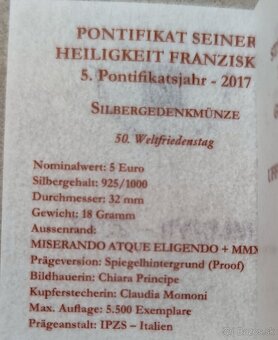 PONTIFIKAT SEINER
HEILIGKEIT FRANZISK
5. Pontifikatsjahr - 2017
SILBERGEDENKMÜNZE
50. Weltfriedenstag
Nominalwert: 5 Euro
Silbergehalt: 925/1000
Durchmesser: 32 mm
Gewicht: 18 Gramm
Aussenrand:
MISERANDO ATQUE ELIGENDO + MMX
Prägeversion: Spiegelhintergrund (Proof)
Bildhauerin: Chiara Principe
Kupferstecherin: Claudia Momoni
Max. Auflage: 5.500 Exemplare
Prägeanstalt: IPZS – Italien